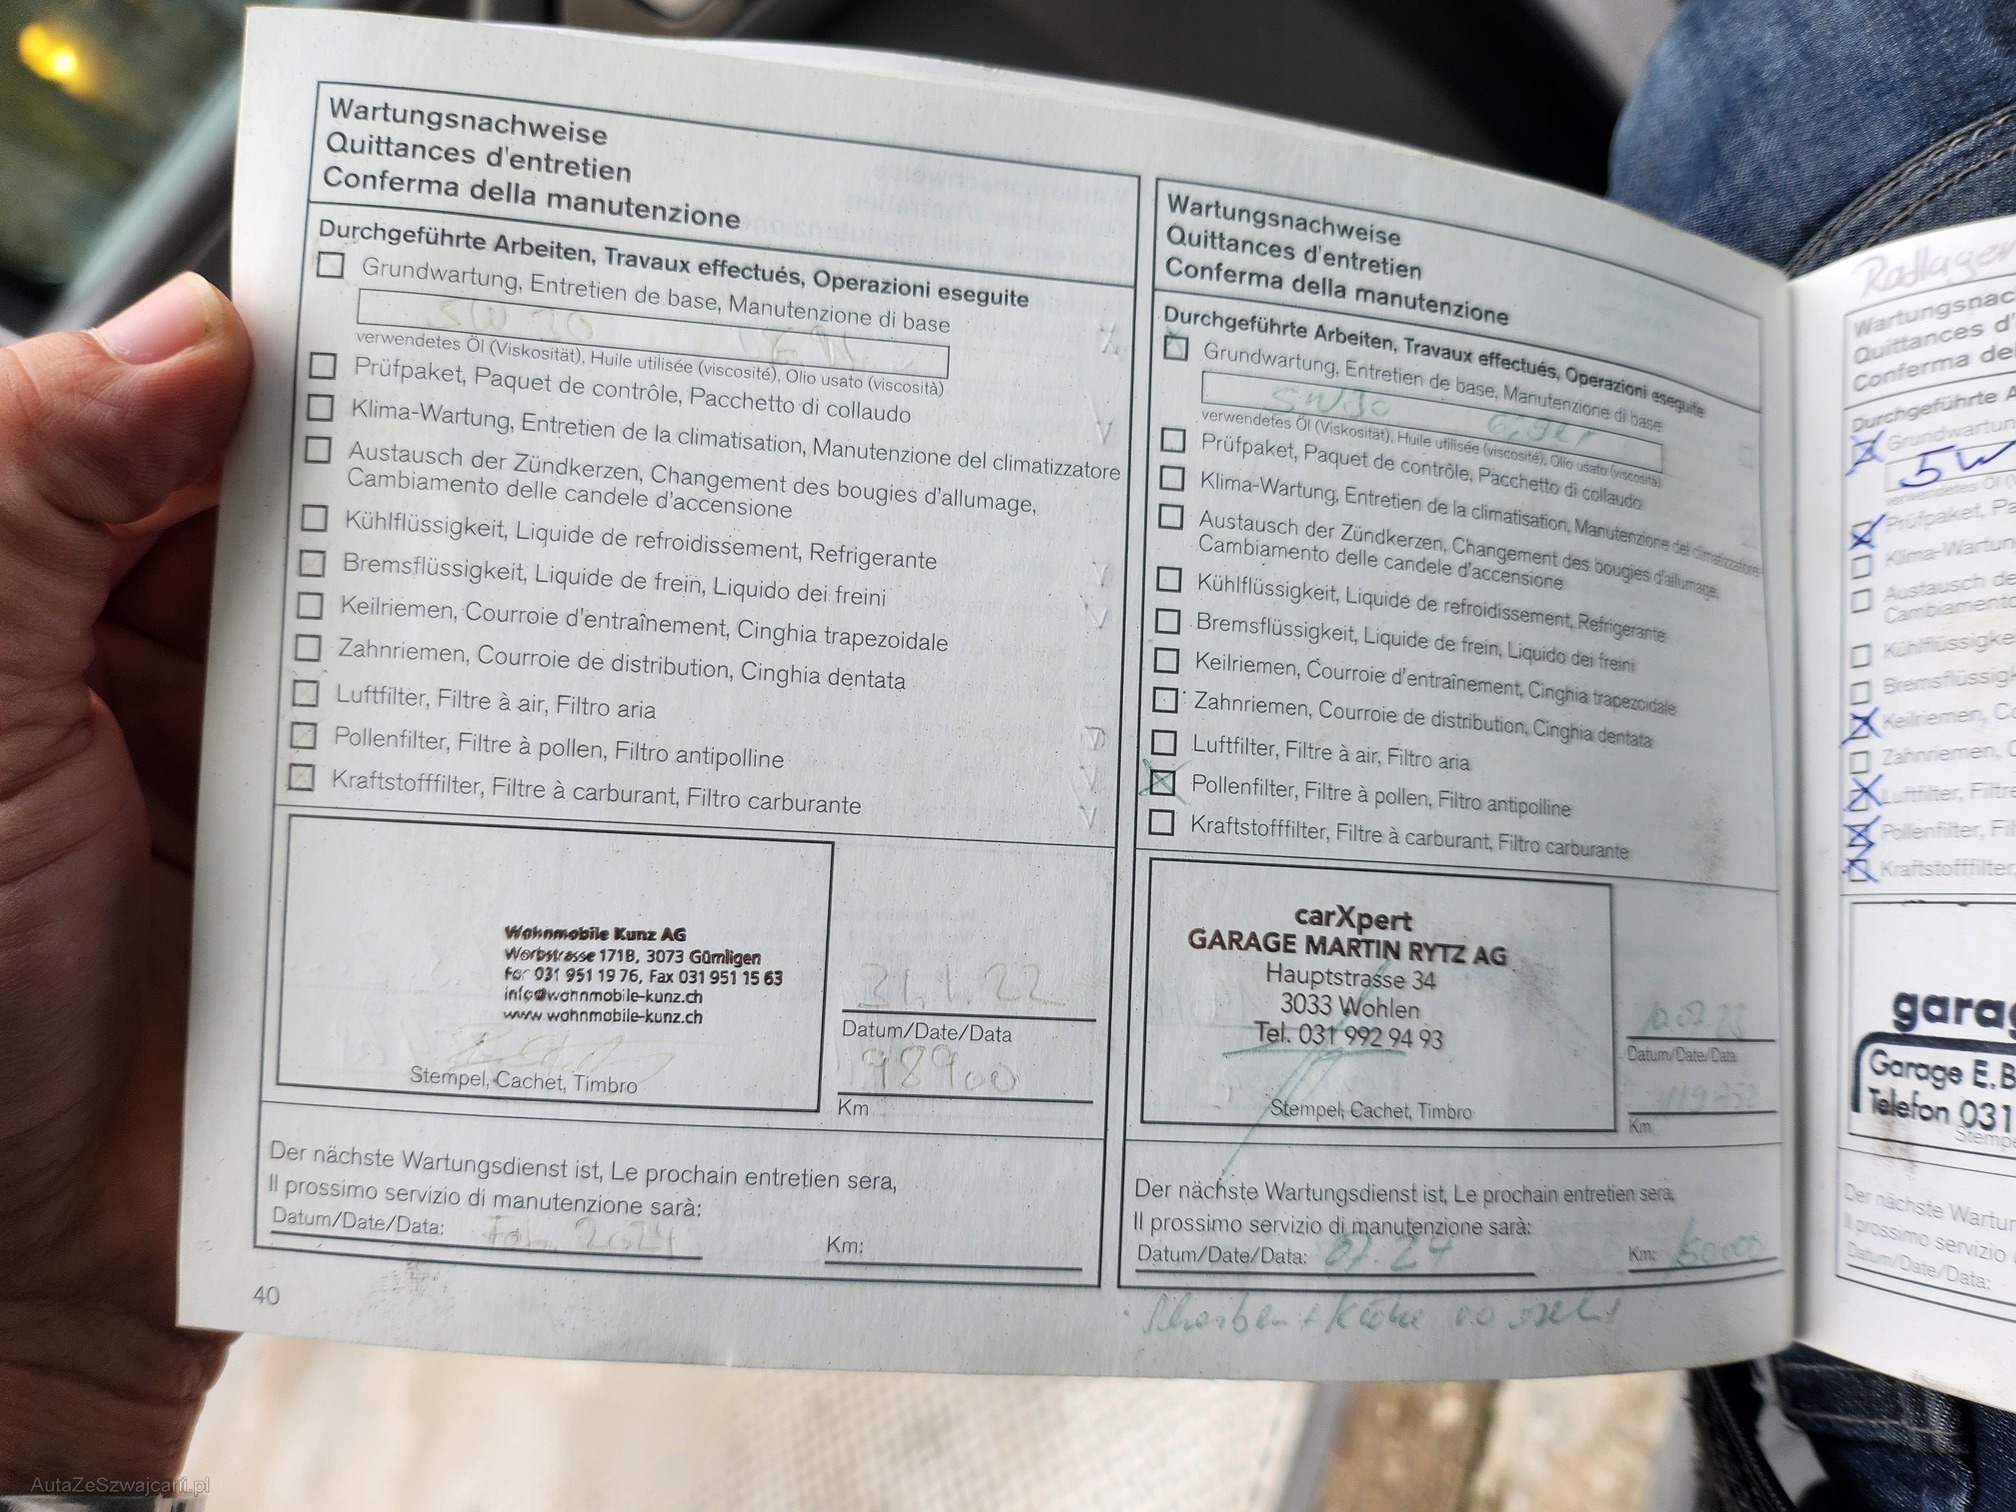 Wartungsnachweise
Quittances d'entretien
Conferma della manutenzione
Durchgeführte Arbeiten, Travaux effectués, Operazioni eseguite
Grundwartung, Entretien de base, Manutenzione di base
5W30
verwendetes Öl (Viskosität), Huile utilisée (viscosité), Olio usato (viscosità)
Prüfpaket, Paquet de contrôle, Pacchetto di collaudo
Klima-Wartung, Entretien de la climatisation, Manutenzione del climatizzatore
Austausch der Zündkerzen, Changement des bougies d'allumage,
Cambiamento delle candele d'accensione
Kühlflüssigkeit, Liquide de refroidissement, Refrigerante
Bremsflüssigkeit, Liquide de frein, Liquido dei freini
Keilriemen, Courroie d'entraînement, Cinghia trapezoidale
Zahnriemen, Courroie de distribution, Cinghia dentata
Luftfilter, Filtre à air, Filtro aria
Pollenfilter, Filtre à pollen, Filtro antipolline
Kraftstofffilter, Filtre à carburant, Filtro carburante
Wohnmobile Kunz AG
Worbstrasse 171B, 3073 Gümligen
031 951 19 76, Fax 031 951 15 63
info@wohnmobile-kunz.ch
www.wohnmobile-kunz.ch
Stempel, Cachet, Timbro
31.1.22
Datum/Date/Data
98900
Km
Der nächste Wartungsdienst ist, Le prochain entretien sera,
Il prossimo servizio di manutenzione sarà:
Datum/Date/Data: 2024
Km:
40
Wartungsnachweise
Quittances d'entretien
Conferma della manutenzione
Durchgeführte Arbeiten, Travaux effectués, Operazioni eseguite
Grundwartung, Entretien de base, Manutenzione di base
5W30
verwendetes Öl (Viskosität), Huile utilisée (viscosité), Olio usato (viscosità)
Prüfpaket, Paquet de contrôle, Pacchetto di collaudo
Klima-Wartung, Entretien de la climatisation, Manutenzione del climatizzatore
Austausch der Zündkerzen, Changement des bougies d'allumage,
Cambiamento delle candele d'accensione
Kühlflüssigkeit, Liquide de refroidissement, Refrigerante
Bremsflüssigkeit, Liquide de frein, Liquido dei freini
Keilriemen, Courroie d'entraînement, Cinghia trapezoidale
Zahnriemen, Courroie de distribution, Cinghia dentata
Luftfilter, Filtre à air, Filtro aria
Pollenfilter, Filtre à pollen, Filtro antipolline
Kraftstofffilter, Filtre à carburant, Filtro carburante
carXpert
GARAGE MARTIN RYTZ AG
Hauptstrasse 34
3033 Wohlen
Tel. 031 992 94 93
Stempel, Cachet, Timbro
Datum/Date/Data
Km
Der nächste Wartungsdienst ist, Le prochain entretien sera,
Il prossimo servizio di manutenzione sarà:
Datum/Date/Data: 07.24
Km: 150000
Radlager
Wartungsnac
Quittances d'
Conferma del
Durchgeführte A
Grundwartun
5W
Prüfpaket, Pa
Klima-Wartun
Austausch de
Cambiamento
Kühlflüssigke
Bremsflüssigk
Keilriemen, Co
Zahnriemen, C
Luftfilter, Filtre
Pollenfilter, Fil
Kraftstofffilter,
garag
Garage E.B
Telefon 031
Stempe
Der nächste Wartu
Il prossimo servizio
Datum/Date/Data:
AutaZeSzwajcarii.pl